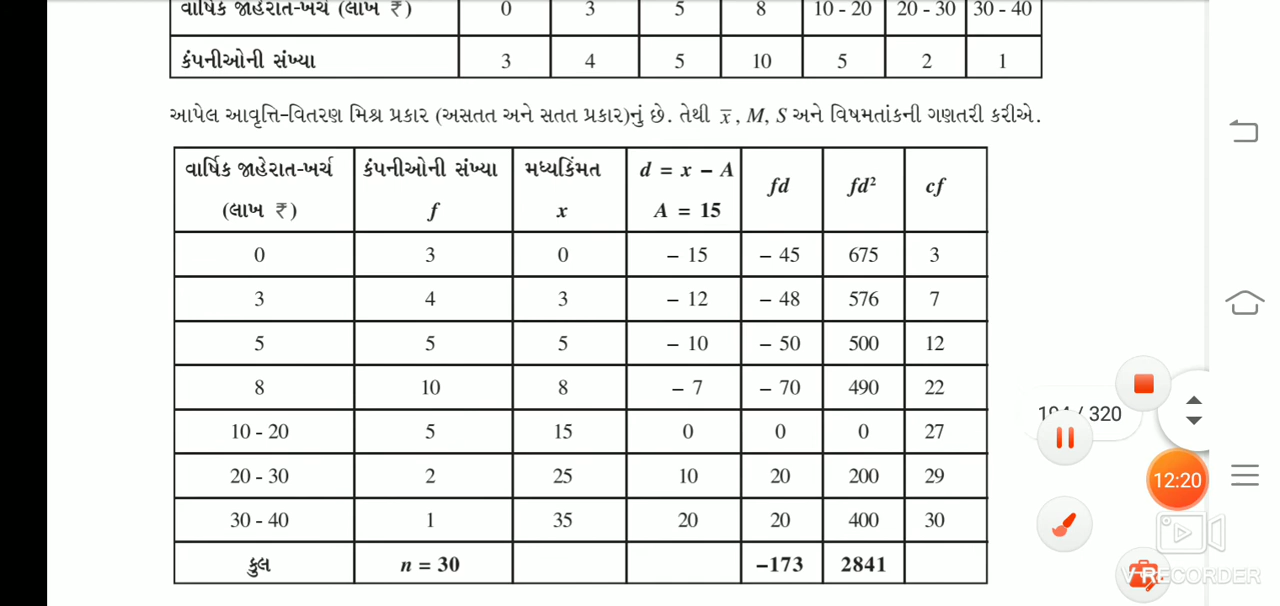 વાર્ષિક જાહેરાત-ખર્ચ (લાખ ₹) 0 3 5 8 10 - 20 20 - 30 30 - 40
કંપનીઓની સંખ્યા 3 4 5 10 5 2 1
આપેલ આવૃત્તિ-વિતરણ મિશ્ર પ્રકાર (અસતત અને સતત પ્રકાર)નું છે. તેથી x̄, M, S અને વિષમતાંકની ગણતરી કરીએ.
વાર્ષિક જાહેરાત-ખર્ચ કંપનીઓની સંખ્યા મધ્યકિંમત d = x – A fd fd² cf
(લાખ ₹) f x A = 15
0 3 0 – 15 – 45 675 3
3 4 3 – 12 – 48 576 7
5 5 5 – 10 – 50 500 12
8 10 8 – 7 – 70 490 22
10 - 20 5 15 0 0 0 27
20 - 30 2 25 10 20 200 29
30 - 40 1 35 20 20 400 30
કુલ n = 30 –173 2841
/ 320
12:20
V RECORDER